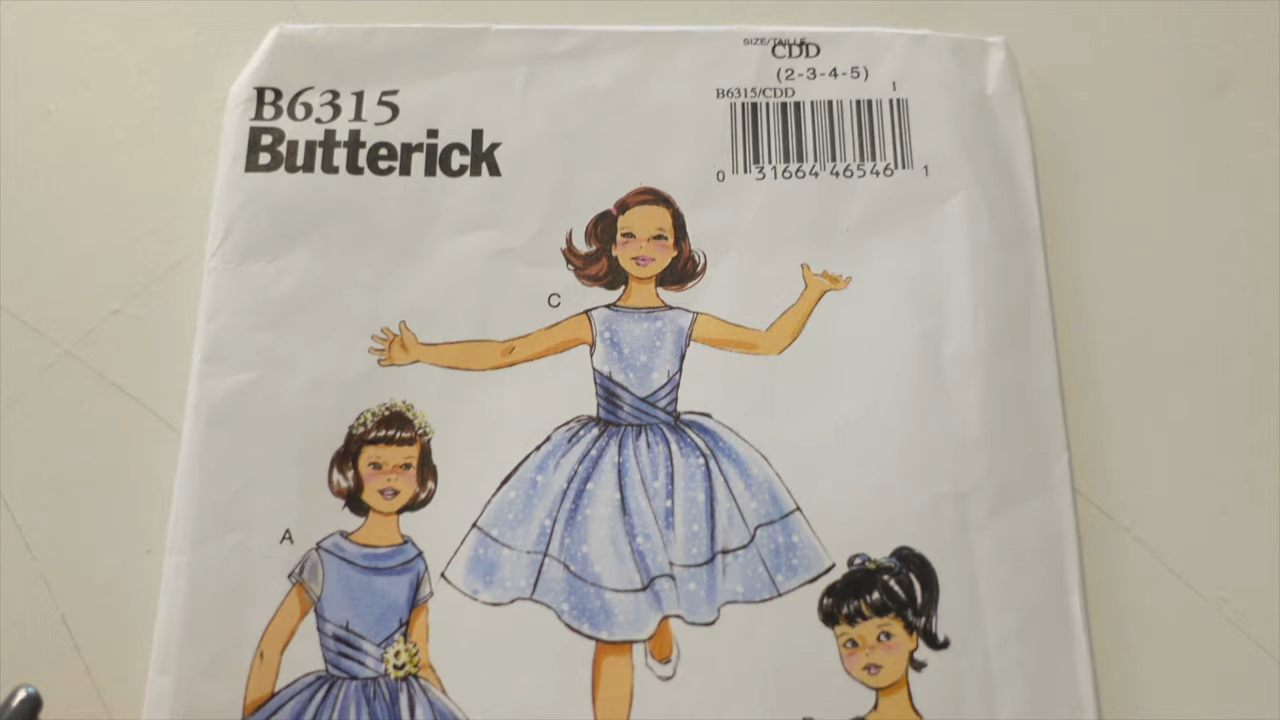 SIZE/TAILLE
CDD
(2-3-4-5)
B6315/CDD 1
0 31664 46546 1
B6315
Butterick
C
A